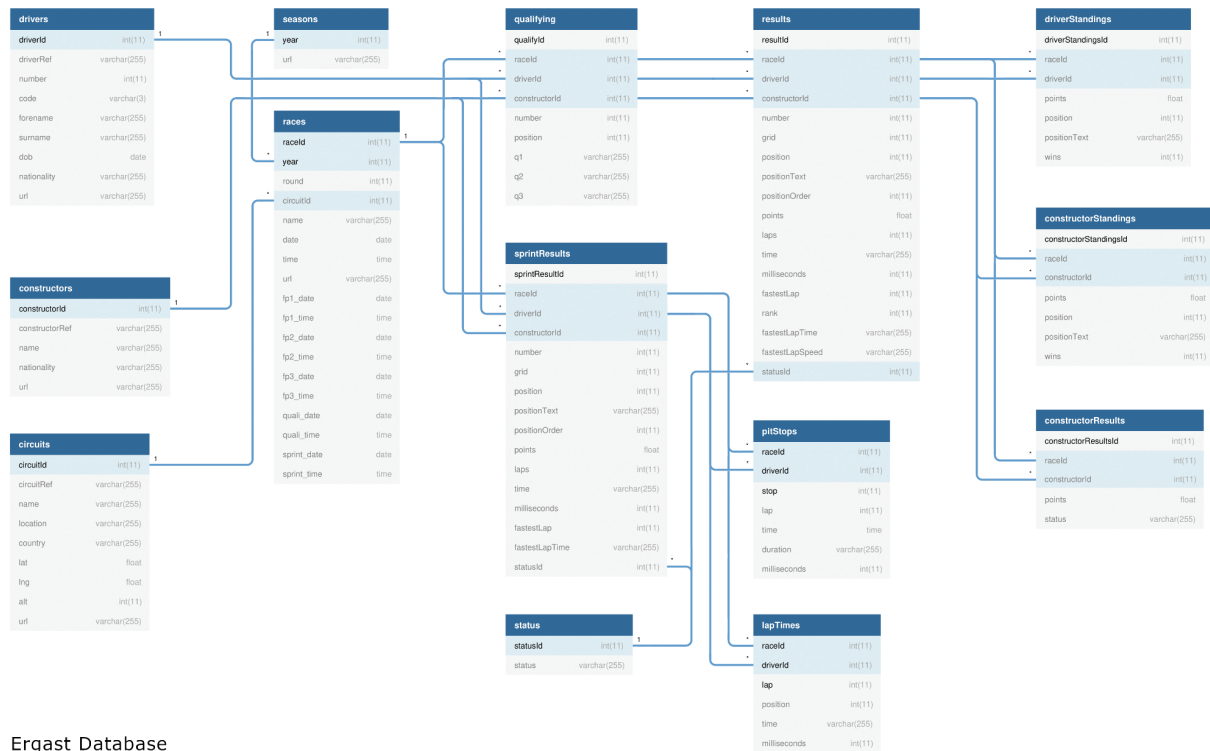 drivers
driverId int(11) 1
driverRef varchar(255)
number int(11)
code varchar(3)
forename varchar(255)
surname varchar(255)
dob date
nationality varchar(255)
url varchar(255)
constructors
constructorId int(11) 1
constructorRef varchar(255)
name varchar(255)
nationality varchar(255)
url varchar(255)
circuits
circuitId int(11) 1
circuitRef varchar(255)
name varchar(255)
location varchar(255)
country varchar(255)
lat float
lng float
alt int(11)
url varchar(255)
seasons
1 year int(11)
url varchar(255)
races
raceId int(11) 1
* year int(11)
round int(11)
* circuitId int(11)
name varchar(255)
date date
time time
url varchar(255)
fp1_date date
fp1_time time
fp2_date date
fp2_time time
fp3_date date
fp3_time time
quali_date date
quali_time time
sprint_date date
sprint_time time
qualifying
qualifyId int(11)
* raceId int(11)
* driverId int(11)
* constructorId int(11)
number int(11)
position int(11)
q1 varchar(255)
q2 varchar(255)
q3 varchar(255)
sprintResults
sprintResultId int(11)
* raceId int(11)
* driverId int(11)
* constructorId int(11)
number int(11)
grid int(11)
position int(11)
positionText varchar(255)
positionOrder int(11)
points float
laps int(11)
time varchar(255)
milliseconds int(11)
fastestLap int(11)
fastestLapTime varchar(255)
statusId int(11) *
status
statusId int(11) 1
status varchar(255)
results
resultId int(11)
* raceId int(11)
* driverId int(11)
* constructorId int(11)
number int(11)
grid int(11)
position int(11)
positionText varchar(255)
positionOrder int(11)
points float
laps int(11)
time varchar(255)
milliseconds int(11)
fastestLap int(11)
rank int(11)
fastestLapTime varchar(255)
fastestLapSpeed varchar(255)
* statusId int(11)
pitStops
* raceId int(11)
* driverId int(11)
stop int(11)
lap int(11)
time time
duration varchar(255)
milliseconds int(11)
lapTimes
* raceId int(11)
* driverId int(11)
lap int(11)
position int(11)
time varchar(255)
milliseconds int(11)
driverStandings
driverStandingsId int(11)
* raceId int(11)
* driverId int(11)
points float
position int(11)
positionText varchar(255)
wins int(11)
constructorStandings
constructorStandingsId int(11)
* raceId int(11)
* constructorId int(11)
points float
position int(11)
positionText varchar(255)
wins int(11)
constructorResults
constructorResultsId int(11)
* raceId int(11)
* constructorId int(11)
points float
status varchar(255)
Ergast Database